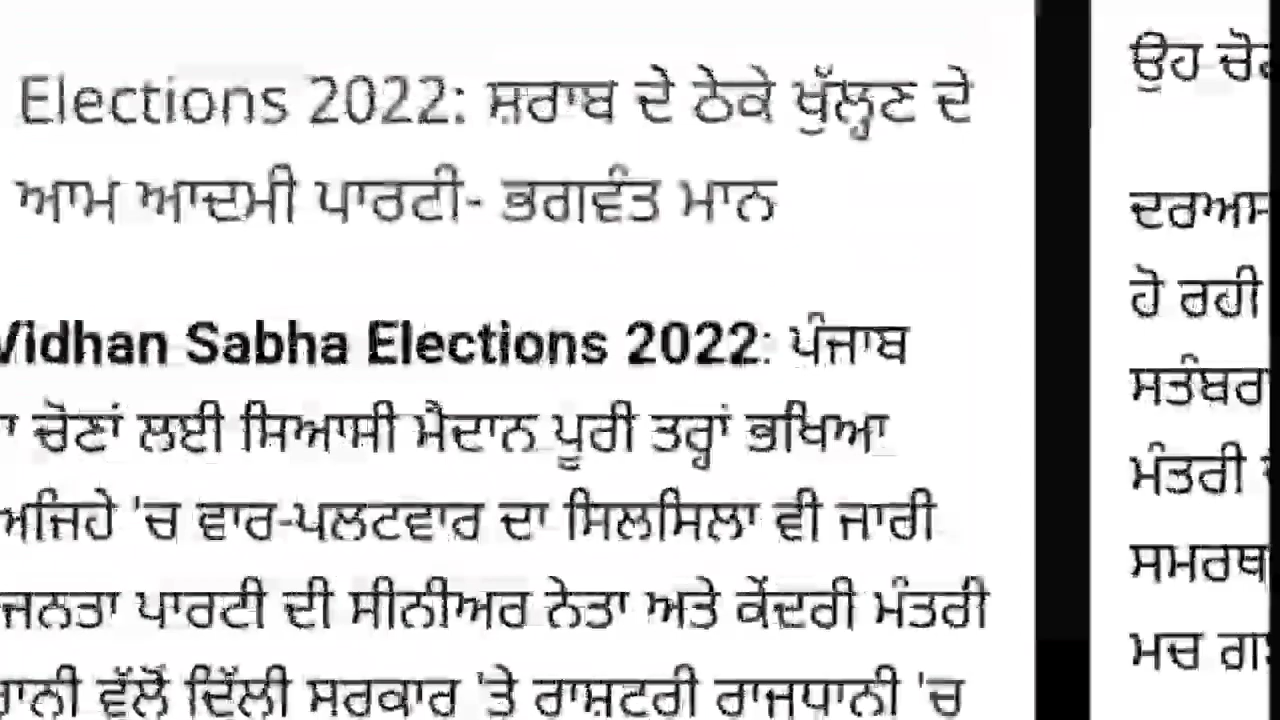 Elections 2022: ਸ਼ਰਾਬ ਦੇ ਠੇਕੇ ਖੁੱਲ੍ਹਣ ਦੇ
ਆਮ ਆਦਮੀ ਪਾਰਟੀ- ਭਗਵੰਤ ਮਾਨ
Vidhan Sabha Elections 2022: ਪੰਜਾਬ
ਚੋਣਾਂ ਲਈ ਸਿਆਸੀ ਮੈਦਾਨ ਪੂਰੀ ਤਰ੍ਹਾਂ ਭਖਿਆ
ਅਜਿਹੇ 'ਚ ਵਾਰ-ਪਲਟਵਾਰ ਦਾ ਸਿਲਸਿਲਾ ਵੀ ਜਾਰੀ
ਜਨਤਾ ਪਾਰਟੀ ਦੀ ਸੀਨੀਅਰ ਨੇਤਾ ਅਤੇ ਕੇਂਦਰੀ ਮੰਤਰੀ
ਵੱਲੋਂ ਦਿੱਲੀ ਸਰਕਾਰ 'ਤੇ ਰਾਸ਼ਟਰੀ ਰਾਜਧਾਨੀ 'ਚ
ਉਹ
ਹੋ ਰਹੀ
ਮੰਤਰੀ
ਮਚ